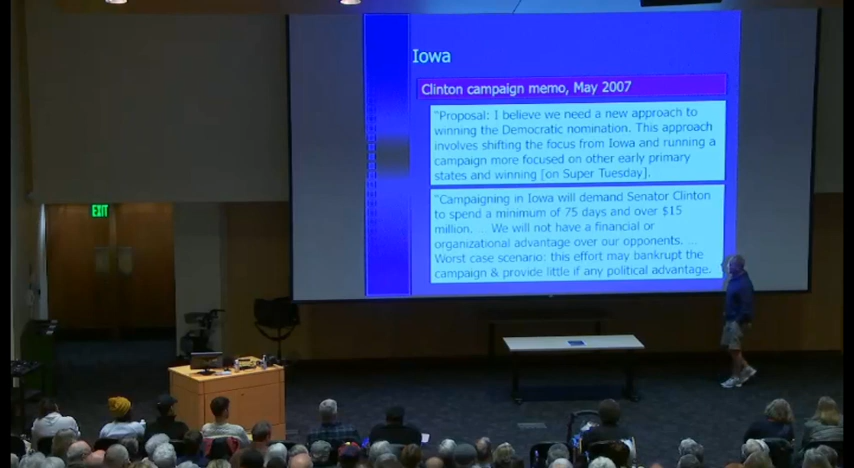 Iowa
Clinton campaign memo, May 2007
"Proposal: I believe we need a new approach to
winning the Democratic nomination. This approach
involves shifting the focus from Iowa and running a
campaign more focused on other early primary
states and winning [on Super Tuesday].
"Campaigning in Iowa will demand Senator Clinton
to spend a minimum of 75 days and over $15
million. ... We will not have a financial or
organizational advantage over our opponents. ...
Worst case scenario: this effort may bankrupt the
campaign & provide little if any political advantage.
EXIT